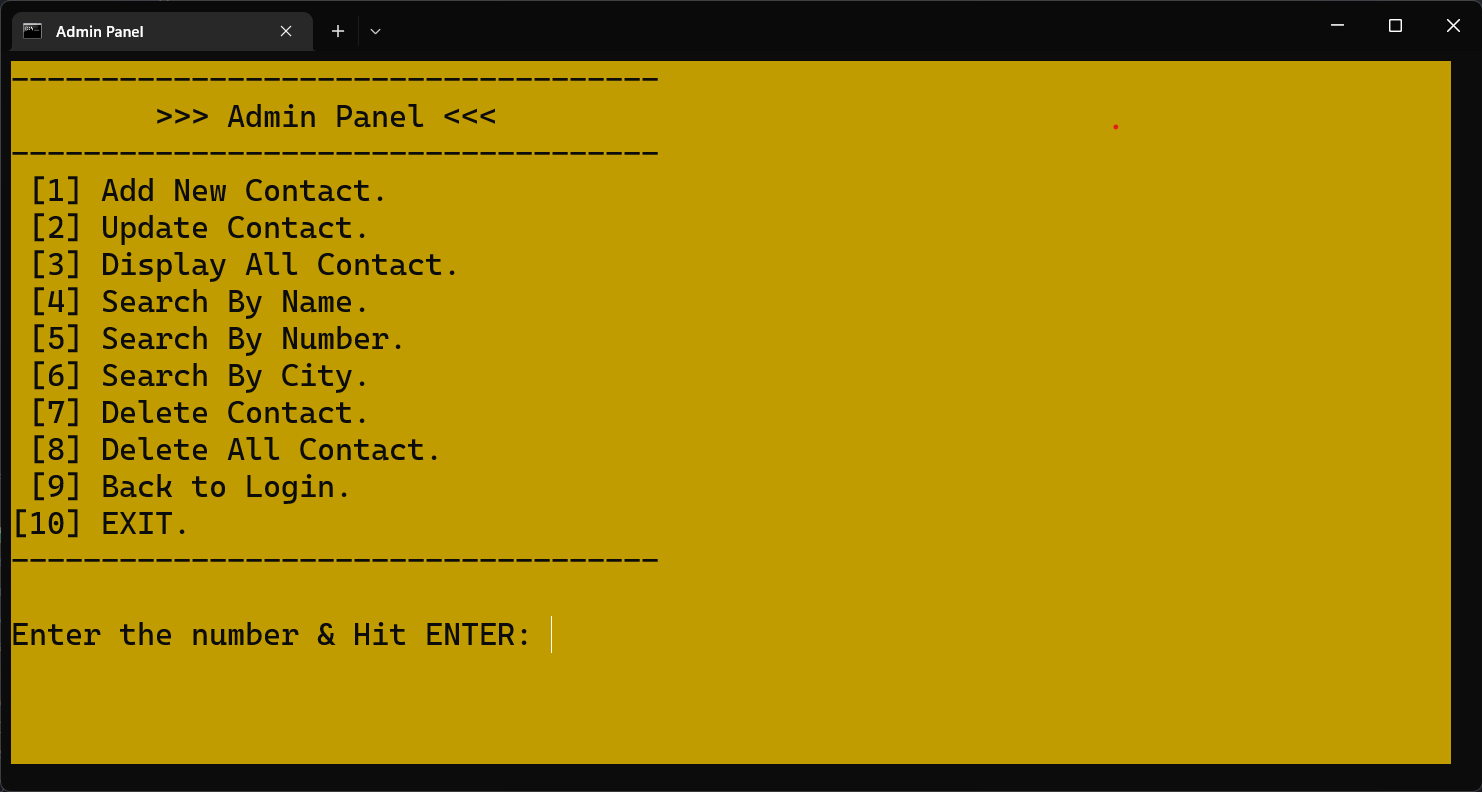 Admin Panel
------------------------------------
>>> Admin Panel <<<
------------------------------------
[1] Add New Contact.
[2] Update Contact.
[3] Display All Contact.
[4] Search By Name.
[5] Search By Number.
[6] Search By City.
[7] Delete Contact.
[8] Delete All Contact.
[9] Back to Login.
[10] EXIT.
------------------------------------
Enter the number & Hit ENTER: